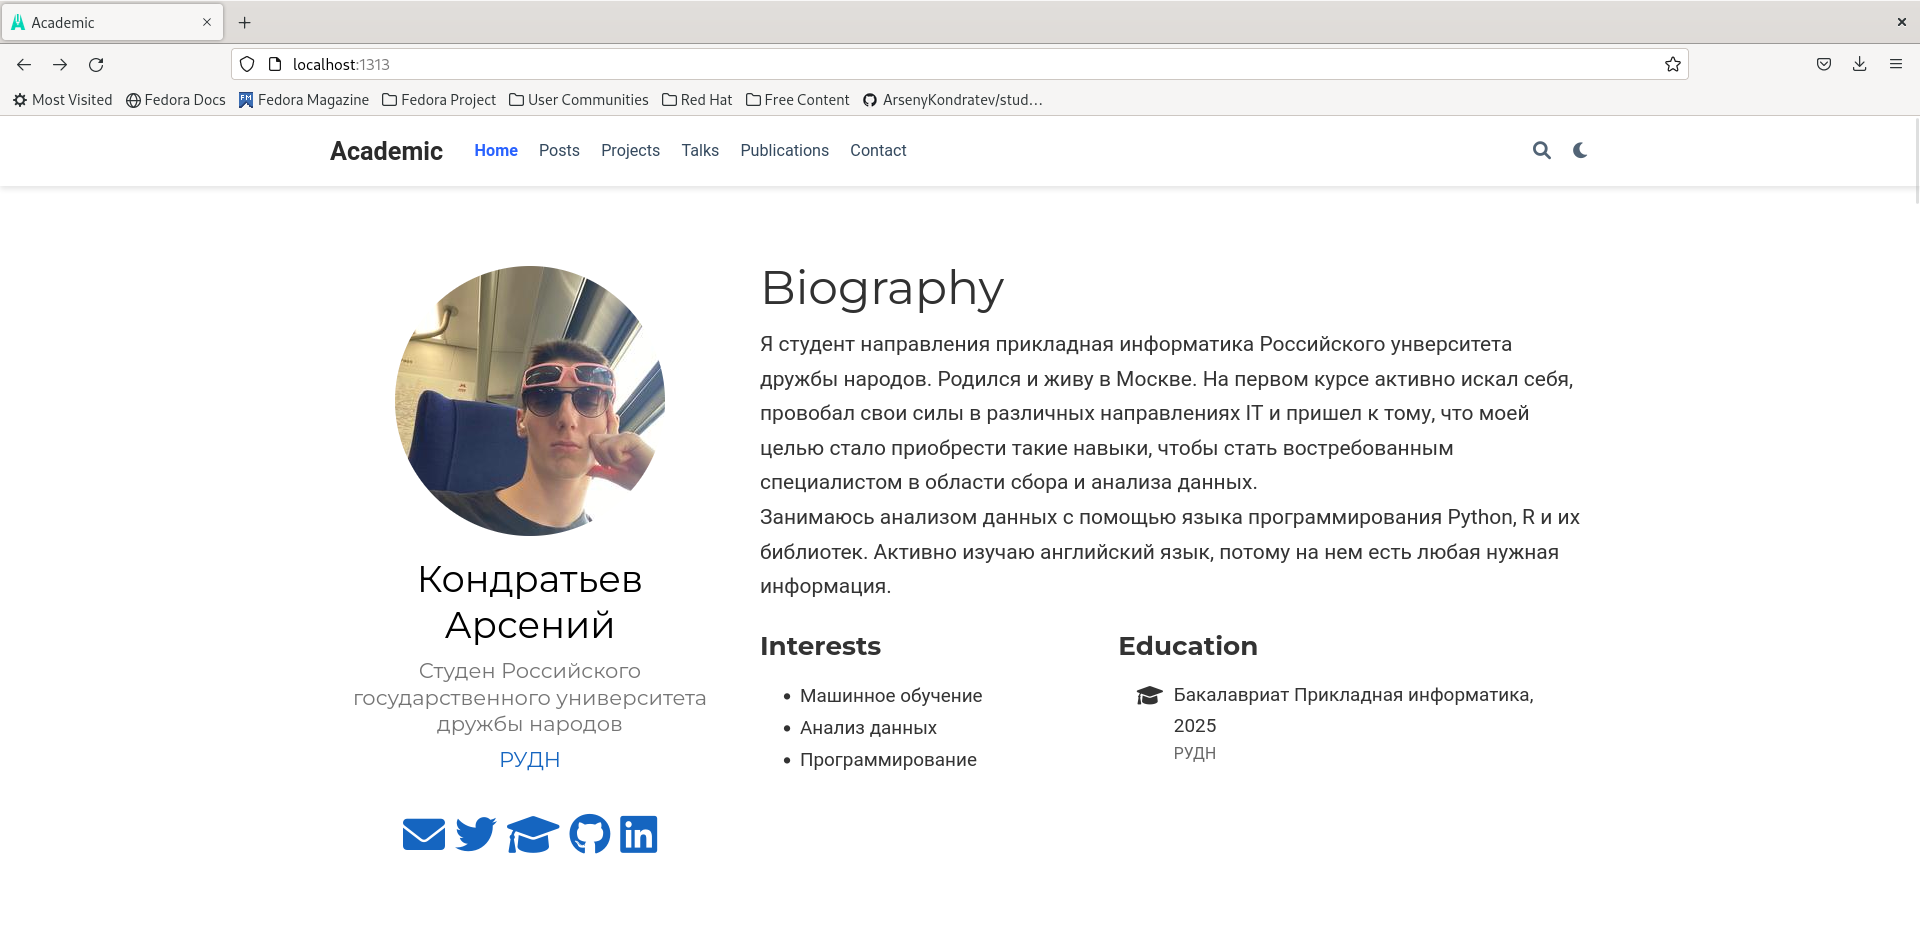 Academic
localhost:1313
Most Visited Fedora Docs Fedora Magazine Fedora Project User Communities Red Hat Free Content ArsenyKondratev/stud…
Academic Home Posts Projects Talks Publications Contact
Biography
Я студент направления прикладная информатика Российского унверситета
дружбы народов. Родился и живу в Москве. На первом курсе активно искал себя,
провобал свои силы в различных направлениях IT и пришел к тому, что моей
целью стало приобрести такие навыки, чтобы стать востребованным
специалистом в области сбора и анализа данных.
Занимаюсь анализом данных с помощью языка программирования Python, R и их
библиотек. Активно изучаю английский язык, потому на нем есть любая нужная
информация.
Кондратьев
Арсений
Студен Российского
государственного университета
дружбы народов
РУДН
Interests
Машинное обучение
Анализ данных
Программирование
Education
Бакалавриат Прикладная информатика,
2025
РУДН